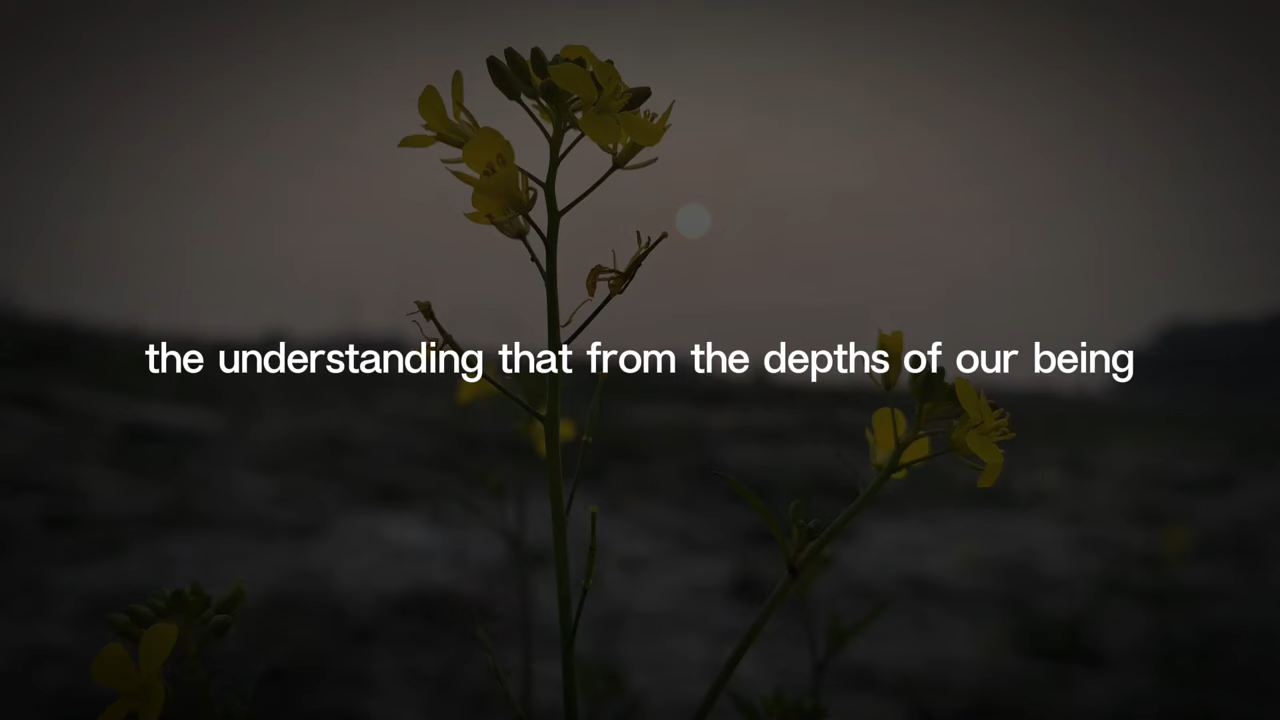 the understanding that from the depths of our being